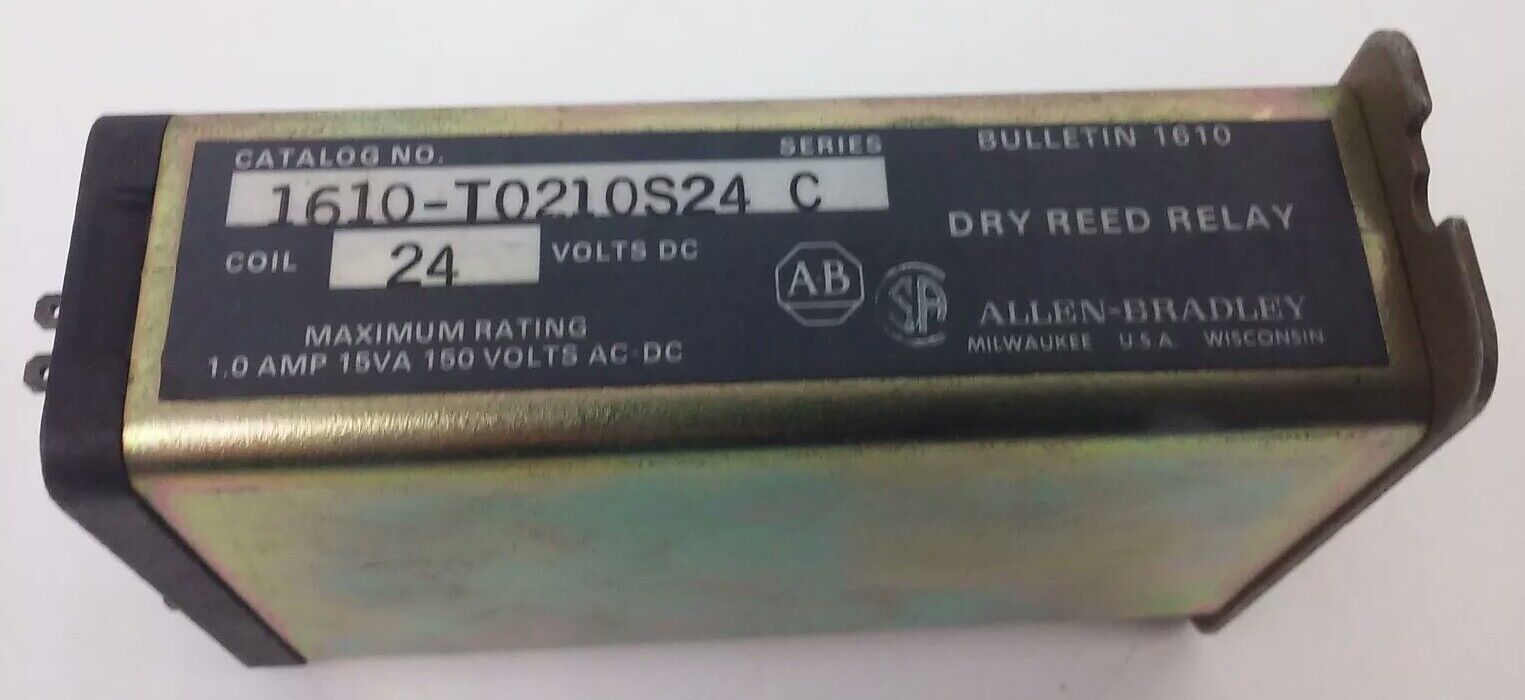 CATALOG NO. SERIES
1610-T0210S24 C
COIL 24 VOLTS DC
MAXIMUM RATING
1.0 AMP 15VA 150 VOLTS AC-DC
BULLETIN 1610
DRY REED RELAY
AB
SA
ALLEN-BRADLEY
MILWAUKEE U.S.A. WISCONSIN